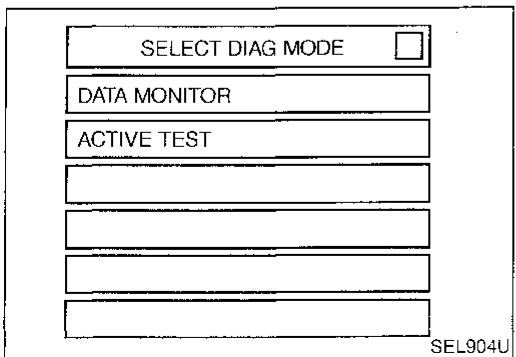 SELECT DIAG MODE
DATA MONITOR
ACTIVE TEST
SEL904U